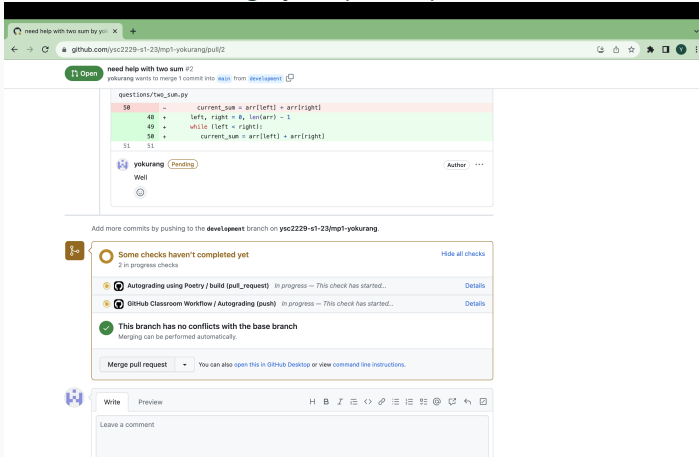 need help with two sum by yok
github.com/ysc2229-s1-23/mp1-yokurang/pull/2
Open
need help with two sum #2
yokurang wants to merge 1 commit into main from development
questions/two_sum.py
50 - current_sum = arr[left] + arr[right]
48 + left, right = 0, len(arr) - 1
49 + while (left < right):
50 + current_sum = arr[left] + arr[right]
51 51
yokurang Pending Author ...
Well
Add more commits by pushing to the development branch on ysc2229-s1-23/mp1-yokurang.
Some checks haven't completed yet Hide all checks
2 in progress checks
Autograding using Poetry / build (pull_request) In progress — This check has started... Details
GitHub Classroom Workflow / Autograding (push) In progress — This check has started... Details
This branch has no conflicts with the base branch
Merging can be performed automatically.
Merge pull request You can also open this in GitHub Desktop or view command line instructions.
Write Preview H B I
Leave a comment